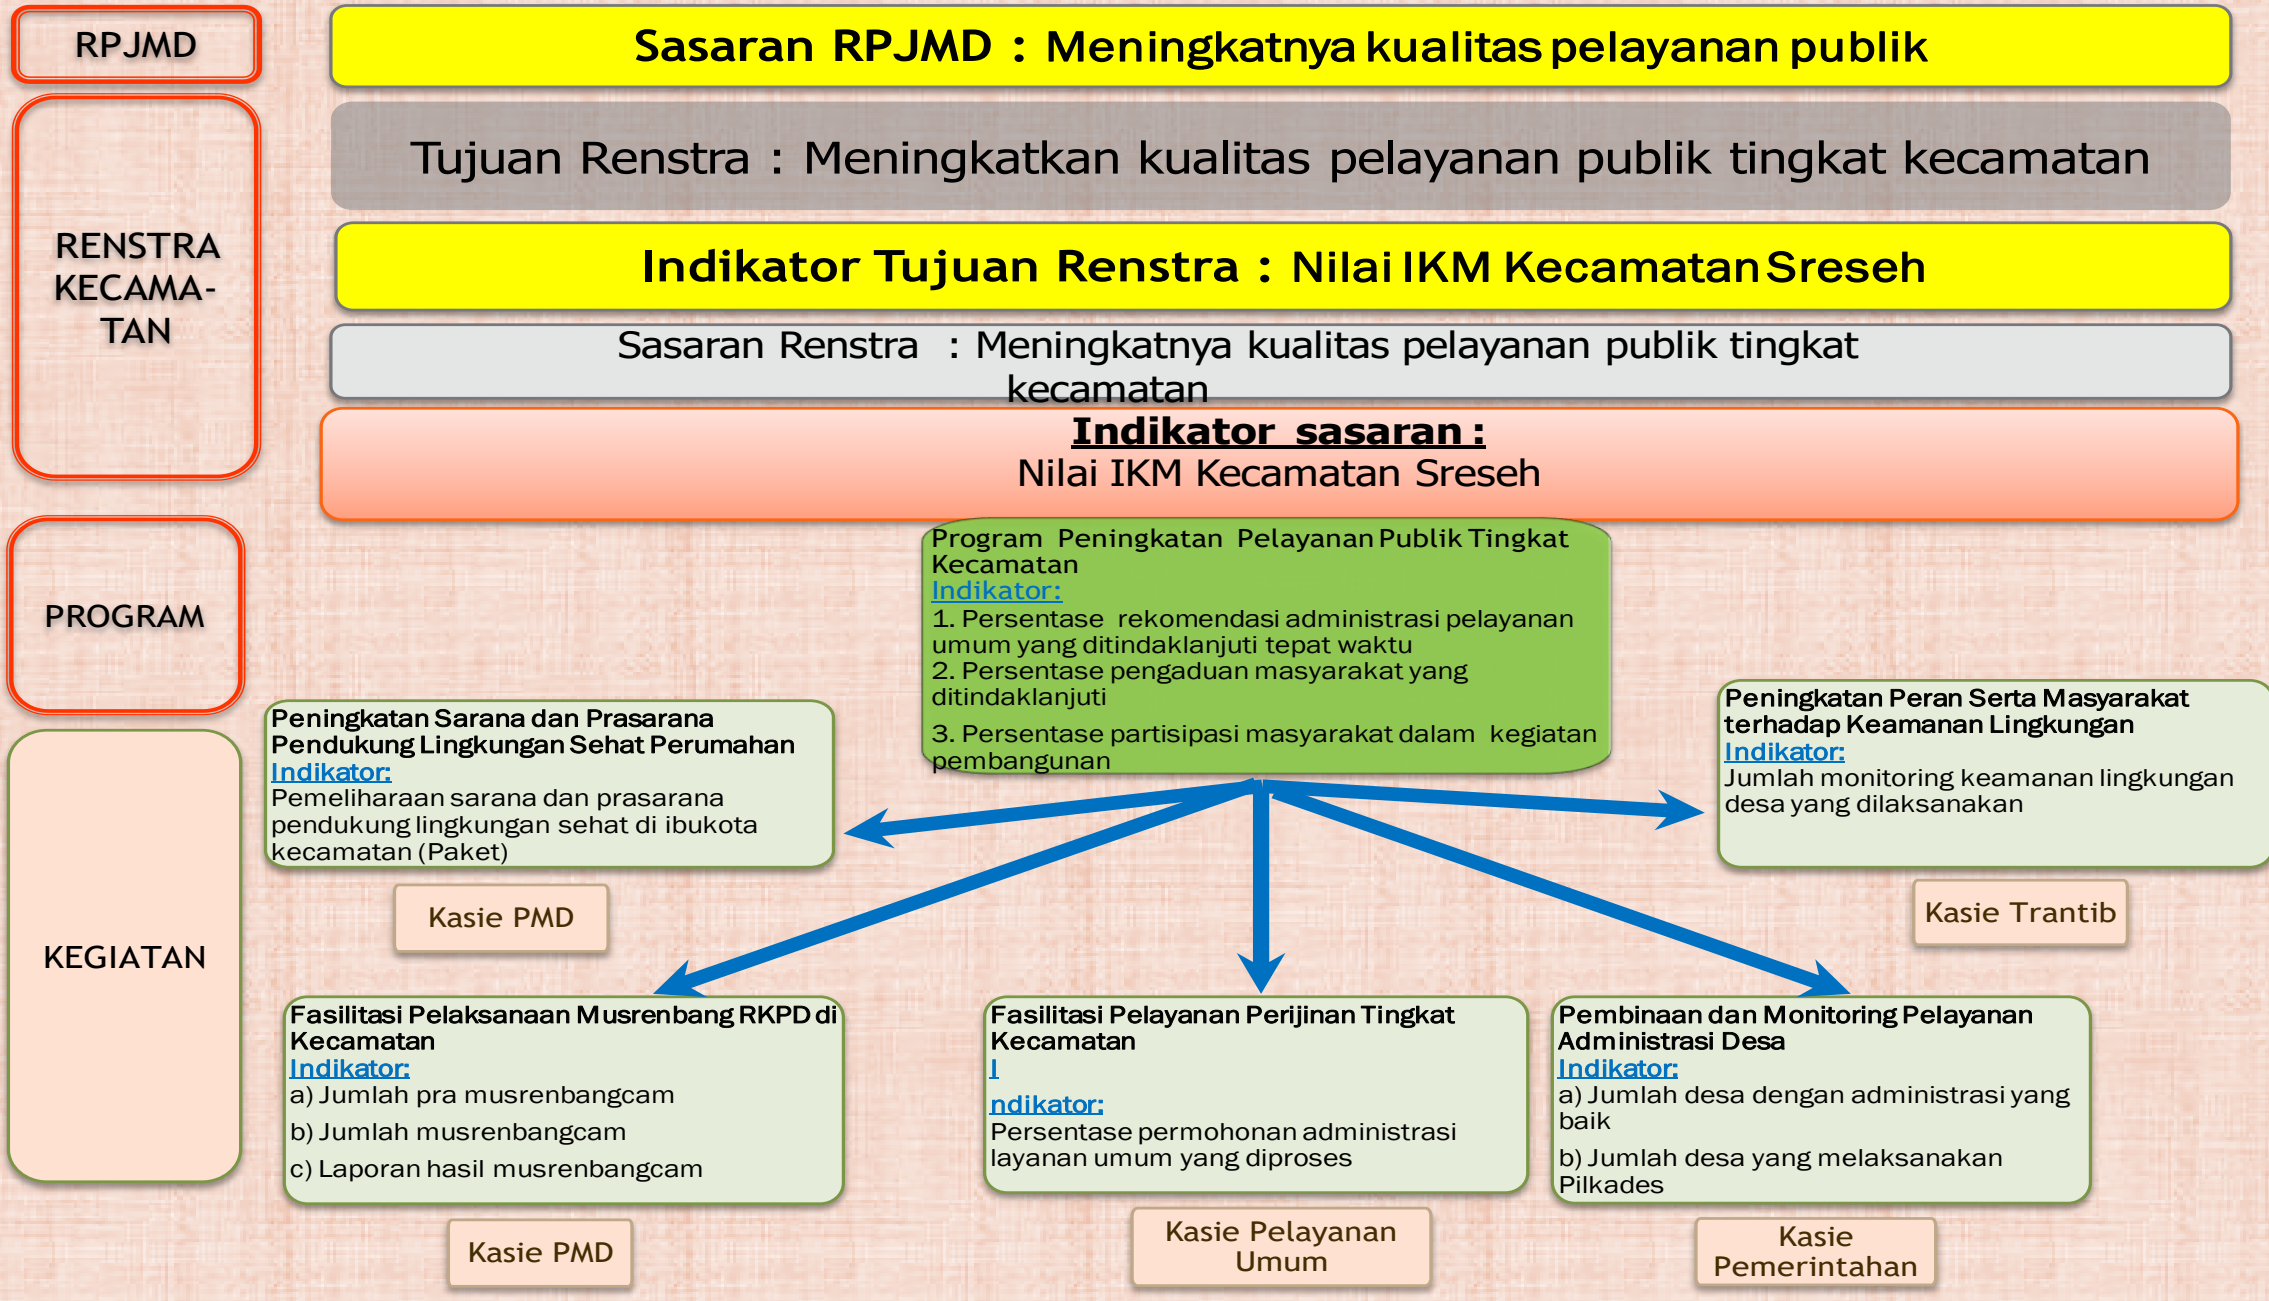 RPJMD
Sasaran RPJMD : Meningkatnya kualitas pelayanan publik
RENSTRA
KECAMA-
TAN
Tujuan Renstra : Meningkatkan kualitas pelayanan publik tingkat kecamatan
Indikator Tujuan Renstra : Nilai IKM Kecamatan Sreseh
Sasaran Renstra : Meningkatnya kualitas pelayanan publik tingkat
kecamatan
Indikator sasaran :
Nilai IKM Kecamatan Sreseh
PROGRAM
Program Peningkatan Pelayanan Publik Tingkat
Kecamatan
Indikator:
1. Persentase rekomendasi administrasi pelayanan
umum yang ditindaklanjuti tepat waktu
2. Persentase pengaduan masyarakat yang
ditindaklanjuti
3. Persentase partisipasi masyarakat dalam kegiatan
pembangunan
KEGIATAN
Peningkatan Sarana dan Prasarana
Pendukung Lingkungan Sehat Perumahan
Indikator:
Pemeliharaan sarana dan prasarana
pendukung lingkungan sehat di ibukota
kecamatan (Paket)
Kasie PMD
Peningkatan Peran Serta Masyarakat
terhadap Keamanan Lingkungan
Indikator:
Jumlah monitoring keamanan lingkungan
desa yang dilaksanakan
Kasie Trantib
Fasilitasi Pelaksanaan Musrenbang RKPD di
Kecamatan
Indikator:
a) Jumlah pra musrenbangcam
b) Jumlah musrenbangcam
c) Laporan hasil musrenbangcam
Kasie PMD
Fasilitasi Pelayanan Perijinan Tingkat
Kecamatan
I
ndikator:
Persentase permohonan administrasi
layanan umum yang diproses
Kasie Pelayanan
Umum
Pembinaan dan Monitoring Pelayanan
Administrasi Desa
Indikator:
a) Jumlah desa dengan administrasi yang
baik
b) Jumlah desa yang melaksanakan
Pilkades
Kasie
Pemerintahan